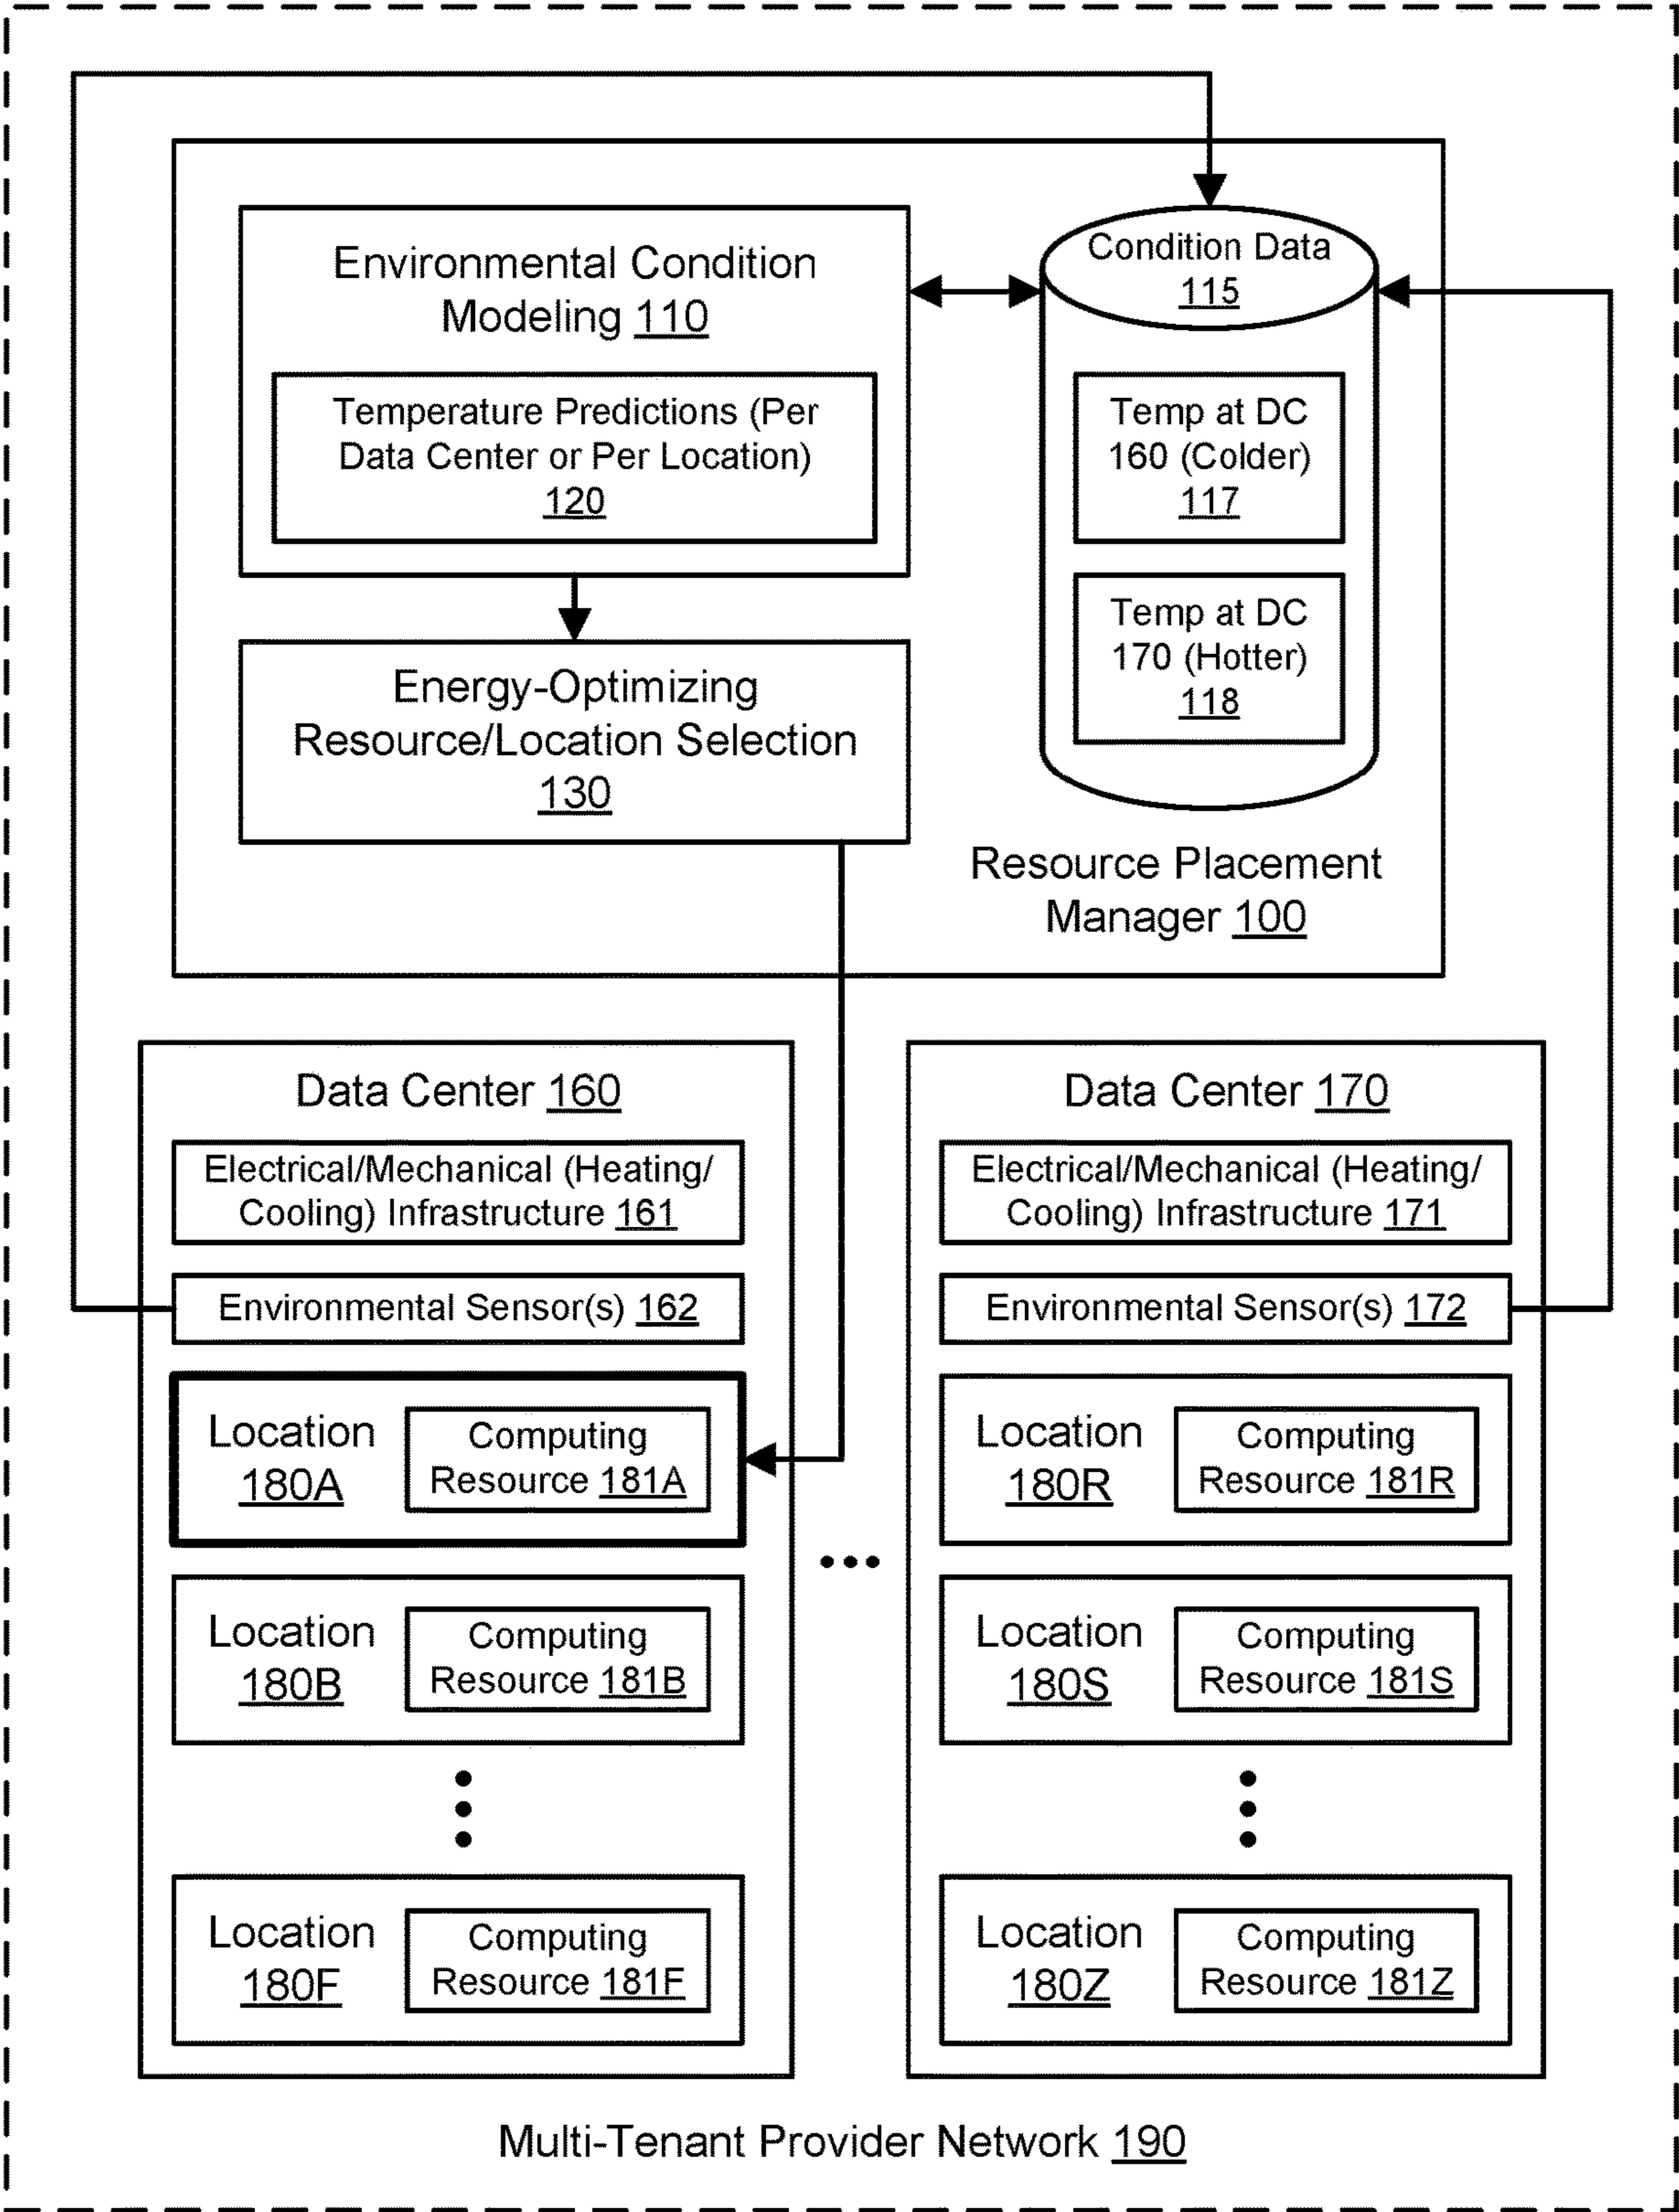 Environmental Condition
Modeling 110
Temperature Predictions (Per
Data Center or Per Location)
120
Condition Data
115
Temp at DC
160 (Colder)
117
Temp at DC
170 (Hotter)
118
Energy-Optimizing
Resource/Location Selection
130
Resource Placement
Manager 100
Data Center 160
Electrical/Mechanical (Heating/
Cooling) Infrastructure 161
Environmental Sensor(s) 162
Location
180A
Computing
Resource 181A
Location
180B
Computing
Resource 181B
Location
180F
Computing
Resource 181F
Data Center 170
Electrical/Mechanical (Heating/
Cooling) Infrastructure 171
Environmental Sensor(s) 172
Location
180R
Computing
Resource 181R
Location
180S
Computing
Resource 181S
Location
180Z
Computing
Resource 181Z
Multi-Tenant Provider Network 190